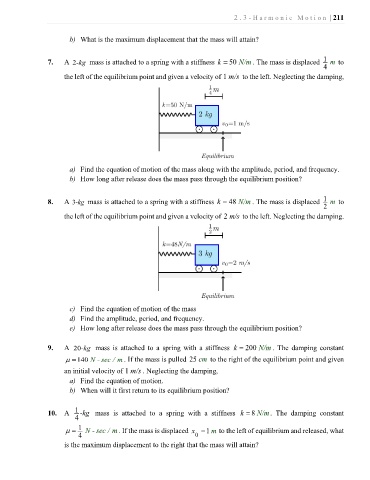 2.3-Harmonic Motion | 211
b) What is the maximum displacement that the mass will attain?
7. A 2-kg mass is attached to a spring with a stiffness k = 50 N/m. The mass is displaced 1/4 m to
the left of the equilibrium point and given a velocity of 1 m/s to the left. Neglecting the damping,
1/4 m
k=50 N/m
2 kg
v₀=1 m/s
Equilibrium
a) Find the equation of motion of the mass along with the amplitude, period, and frequency.
b) How long after release does the mass pass through the equilibrium position?
8. A 3-kg mass is attached to a spring with a stiffness k = 48 N/m. The mass is displaced 1/2 m to
the left of the equilibrium point and given a velocity of 2 m/s to the left. Neglecting the damping,
1/2 m
k=48N/m
3 kg
v₀=2 m/s
Equilibrium
c) Find the equation of motion of the mass
d) Find the amplitude, period, and frequency.
e) How long after release does the mass pass through the equilibrium position?
9. A 20-kg mass is attached to a spring with a stiffness k = 200 N/m. The damping constant
μ = 140 N-sec/m. If the mass is pulled 25 cm to the right of the equilibrium point and given
an initial velocity of 1 m/s. Neglecting the damping,
a) Find the equation of motion.
b) When will it first return to its equilibrium position?
10. A 1/4-kg mass is attached to a spring with a stiffness k = 8 N/m. The damping constant
μ = 1/4 N-sec/m. If the mass is displaced x₀ = 1 m to the left of equilibrium and released, what
is the maximum displacement to the right that the mass will attain?